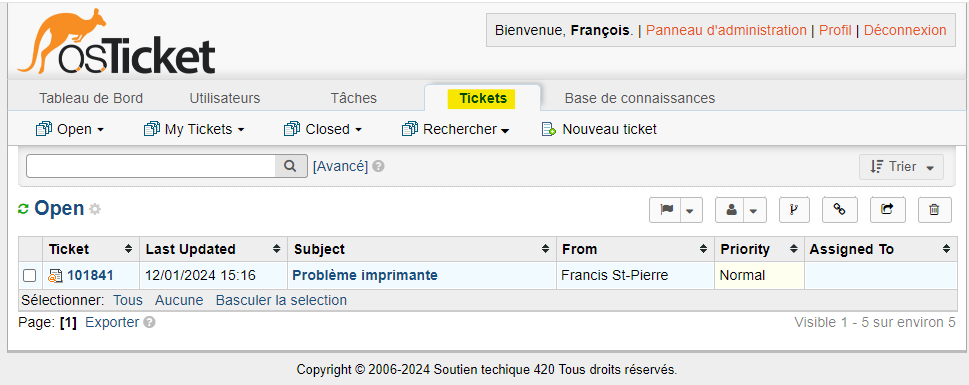 osTicket
Bienvenue, François. | Panneau d'administration | Profil | Déconnexion
Tableau de Bord Utilisateurs Tâches Tickets Base de connaissances
Open My Tickets Closed Rechercher Nouveau ticket
[Avancé] ? Trier
Open
Ticket Last Updated Subject From Priority Assigned To
101841 12/01/2024 15:16 Problème imprimante Francis St-Pierre Normal
Sélectionner: Tous Aucune Basculer la selection
Page: [1] Exporter ? Visible 1 - 5 sur environ 5
Copyright © 2006-2024 Soutien techique 420 Tous droits réservés.